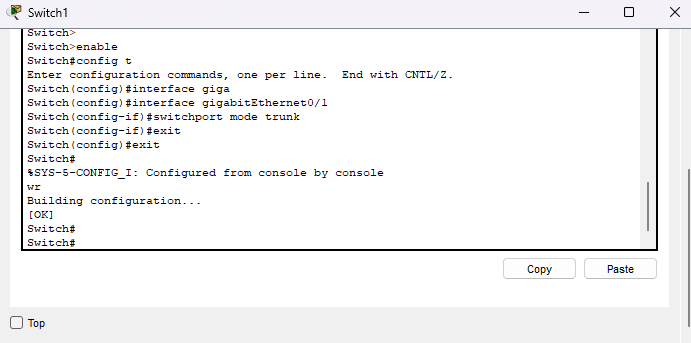 Switch1
Switch>
Switch>enable
Switch#config t
Enter configuration commands, one per line.  End with CNTL/Z.
Switch(config)#interface giga
Switch(config)#interface gigabitEthernet0/1
Switch(config-if)#switchport mode trunk
Switch(config-if)#exit
Switch(config)#exit
Switch#
%SYS-5-CONFIG_I: Configured from console by console
wr
Building configuration...
[OK]
Switch#
Switch#
Copy
Paste
Top